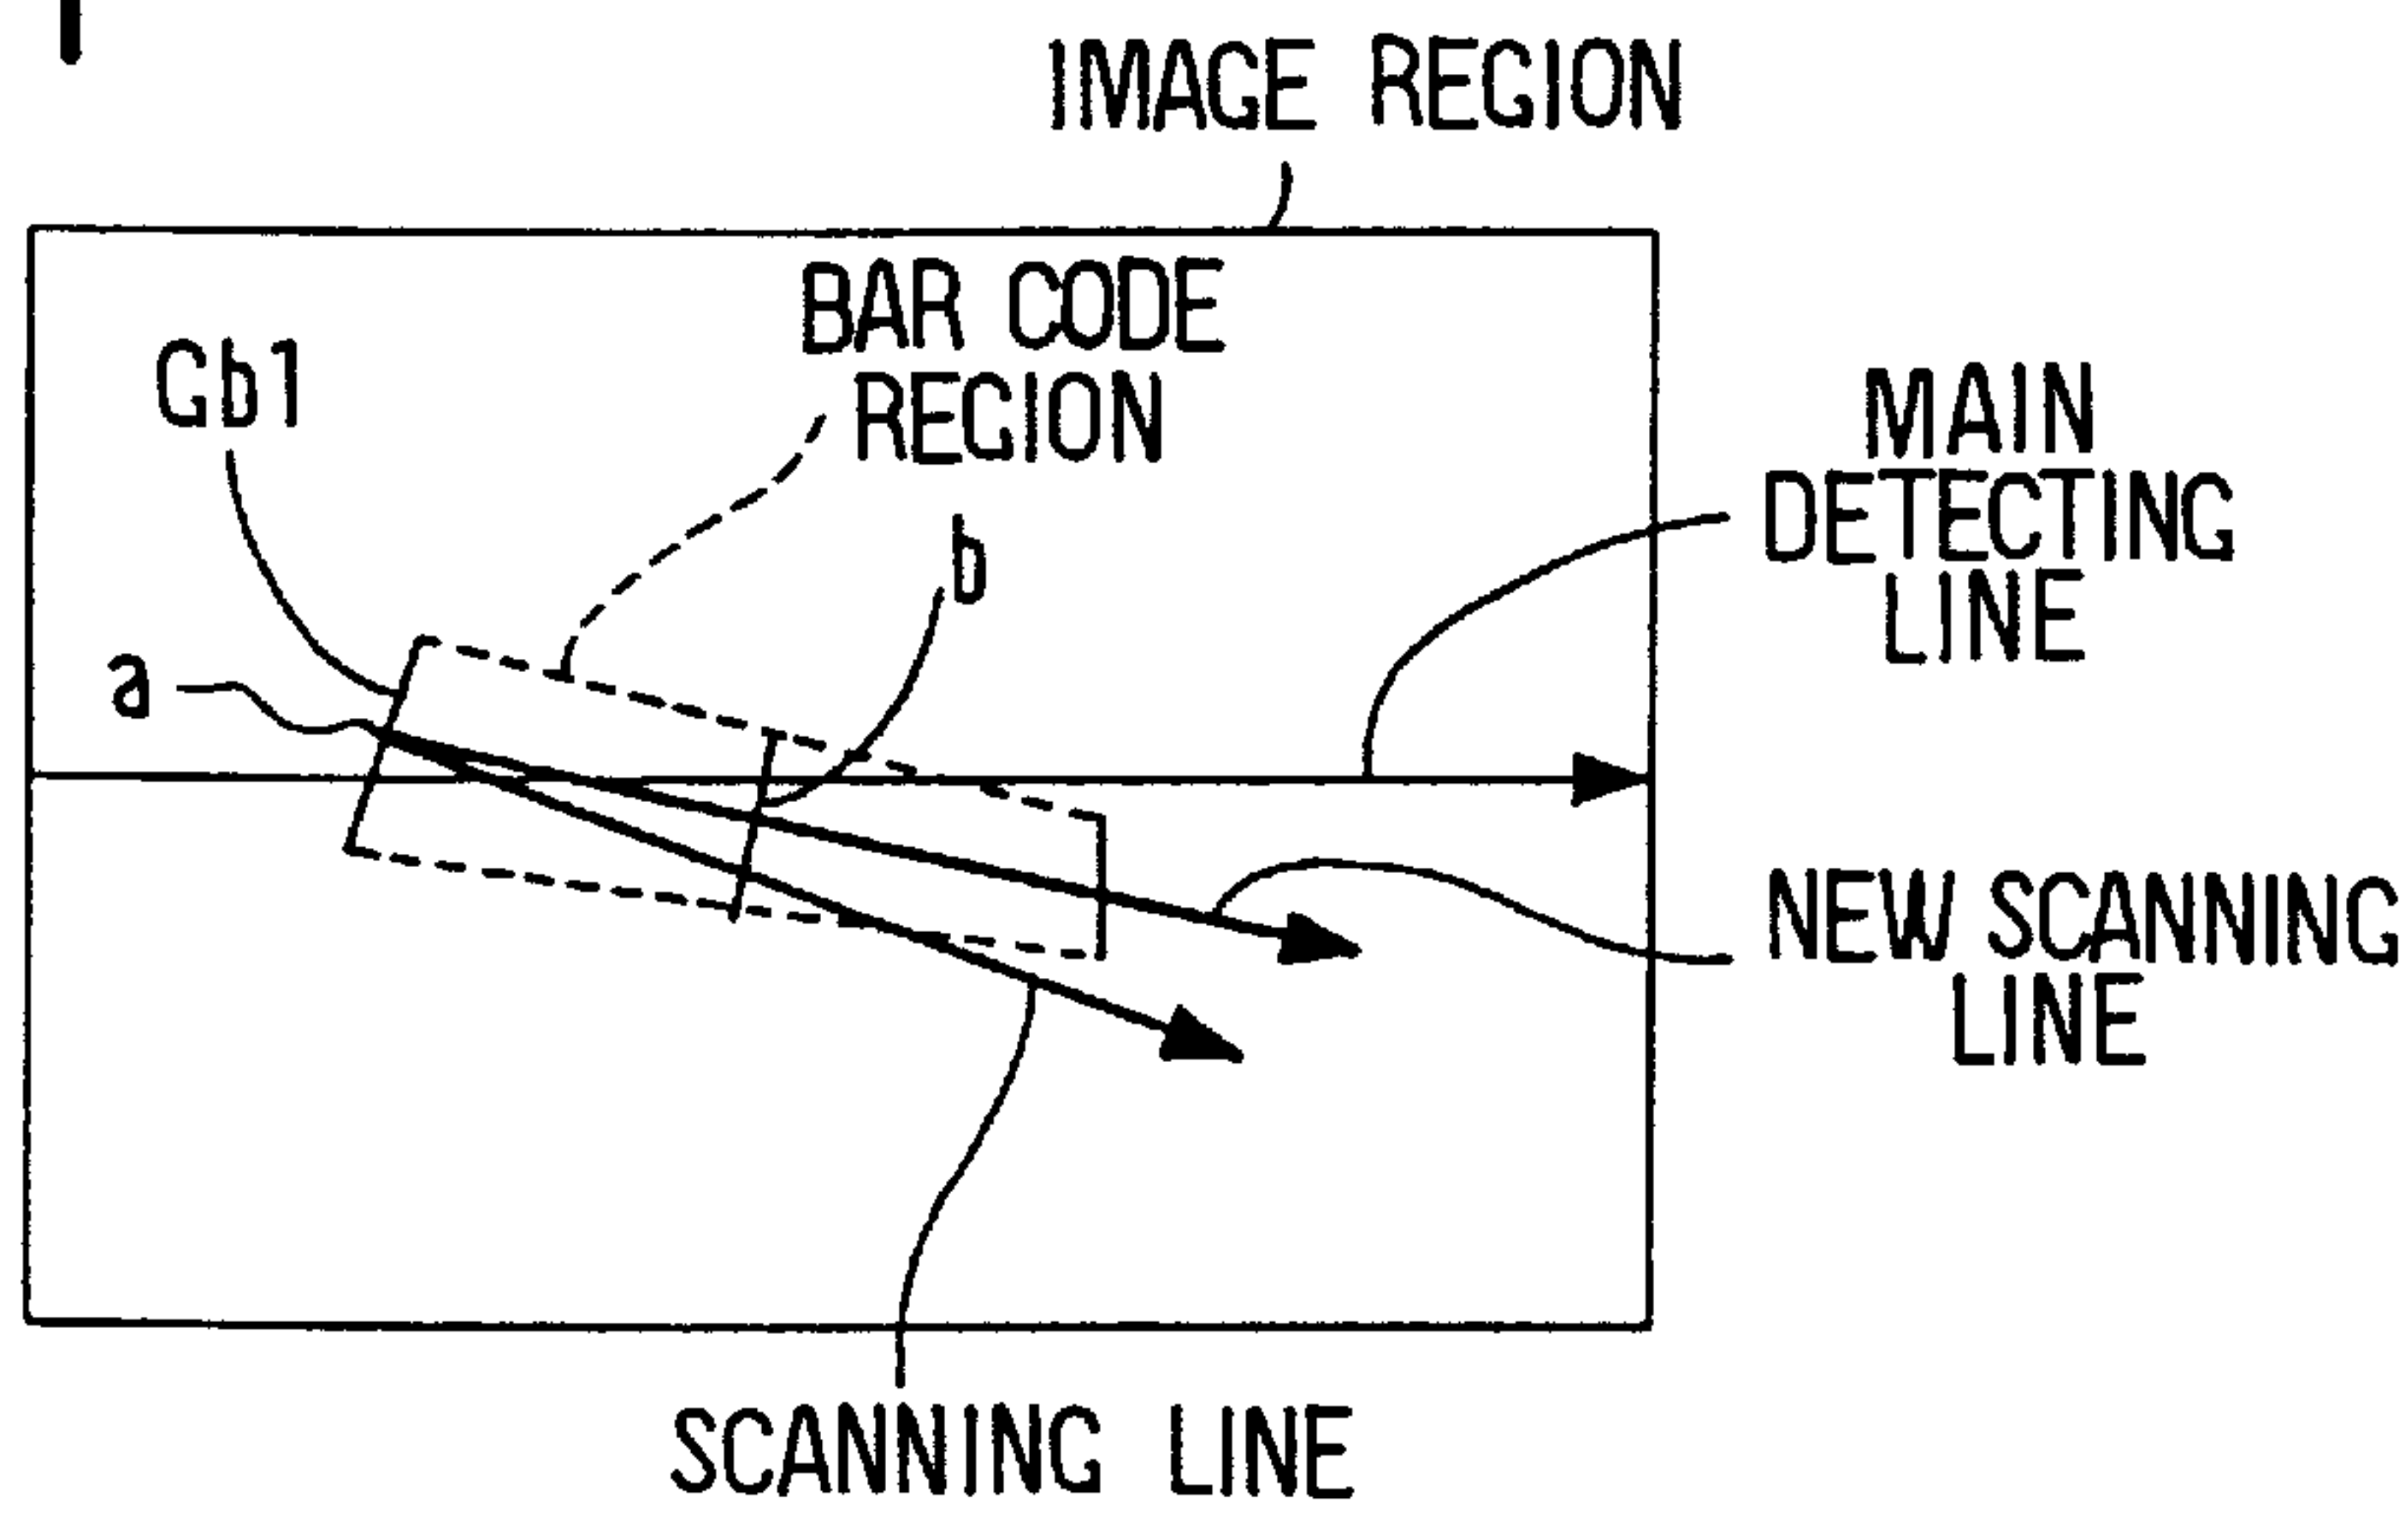 IMAGE REGION
BAR CODE
REGION
Gb1
b
a
MAIN
DETECTING
LINE
NEW SCANNING
LINE
SCANNING LINE